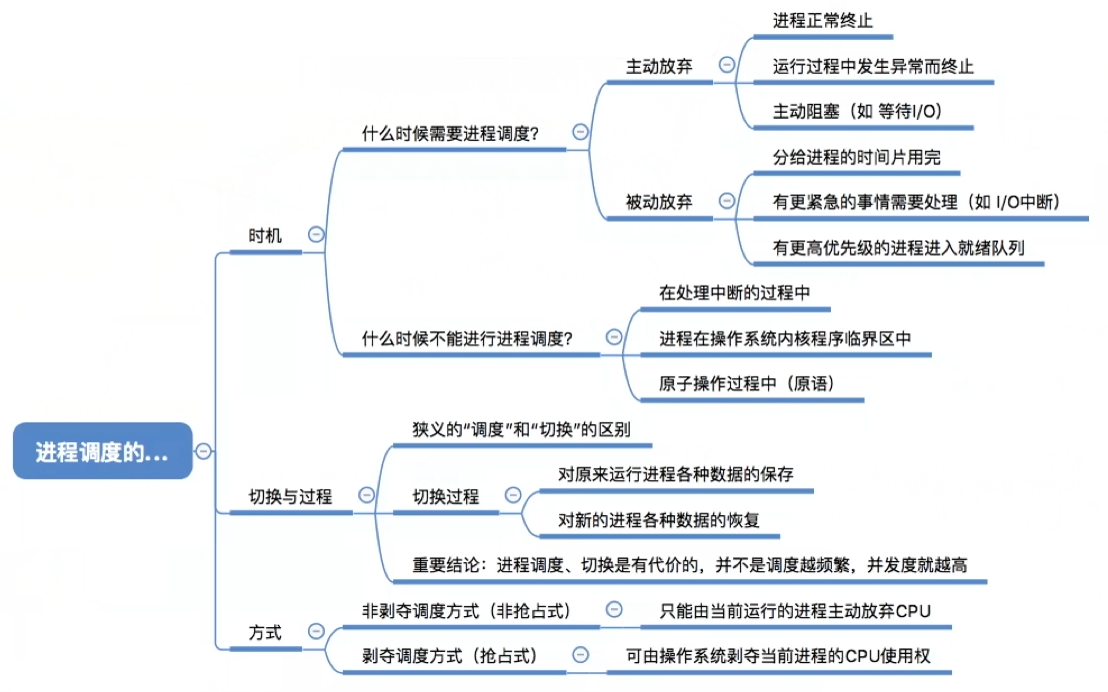 进程调度的...
时机
什么时候需要进程调度？
主动放弃
进程正常终止
运行过程中发生异常而终止
主动阻塞（如 等待I/O）
被动放弃
分给进程的时间片用完
有更紧急的事情需要处理（如 I/O中断）
有更高优先级的进程进入就绪队列
什么时候不能进行进程调度？
在处理中断的过程中
进程在操作系统内核程序临界区中
原子操作过程中（原语）
切换与过程
狭义的“调度”和“切换”的区别
切换过程
对原来运行进程各种数据的保存
对新的进程各种数据的恢复
重要结论：进程调度、切换是有代价的，并不是调度越频繁，并发度就越高
方式
非剥夺调度方式（非抢占式）
只能由当前运行的进程主动放弃CPU
剥夺调度方式（抢占式）
可由操作系统剥夺当前进程的CPU使用权